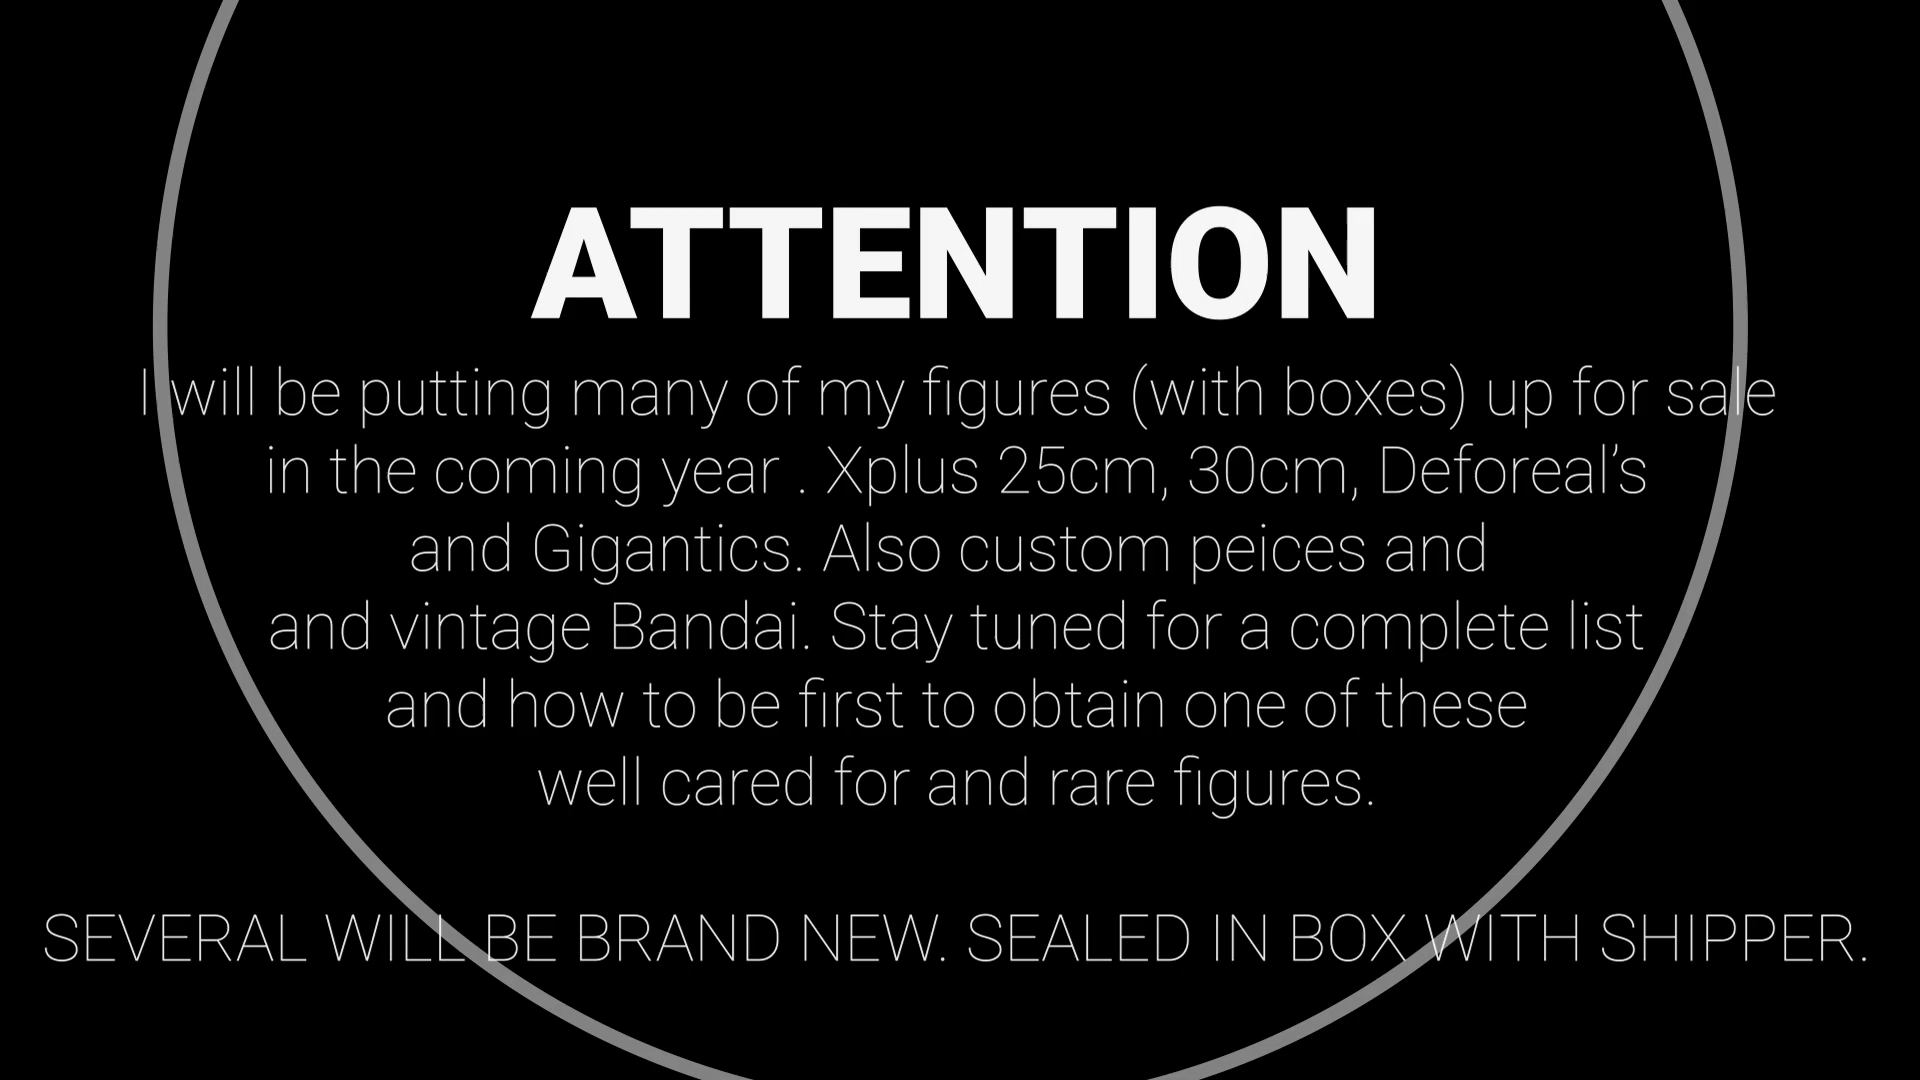 ATTENTION
I will be putting many of my figures (with boxes) up for sale
in the coming year . Xplus 25cm, 30cm, Deforeal’s
and Gigantics. Also custom peices and
and vintage Bandai. Stay tuned for a complete list
and how to be first to obtain one of these
well cared for and rare figures.
SEVERAL WILL BE BRAND NEW. SEALED IN BOX WITH SHIPPER.